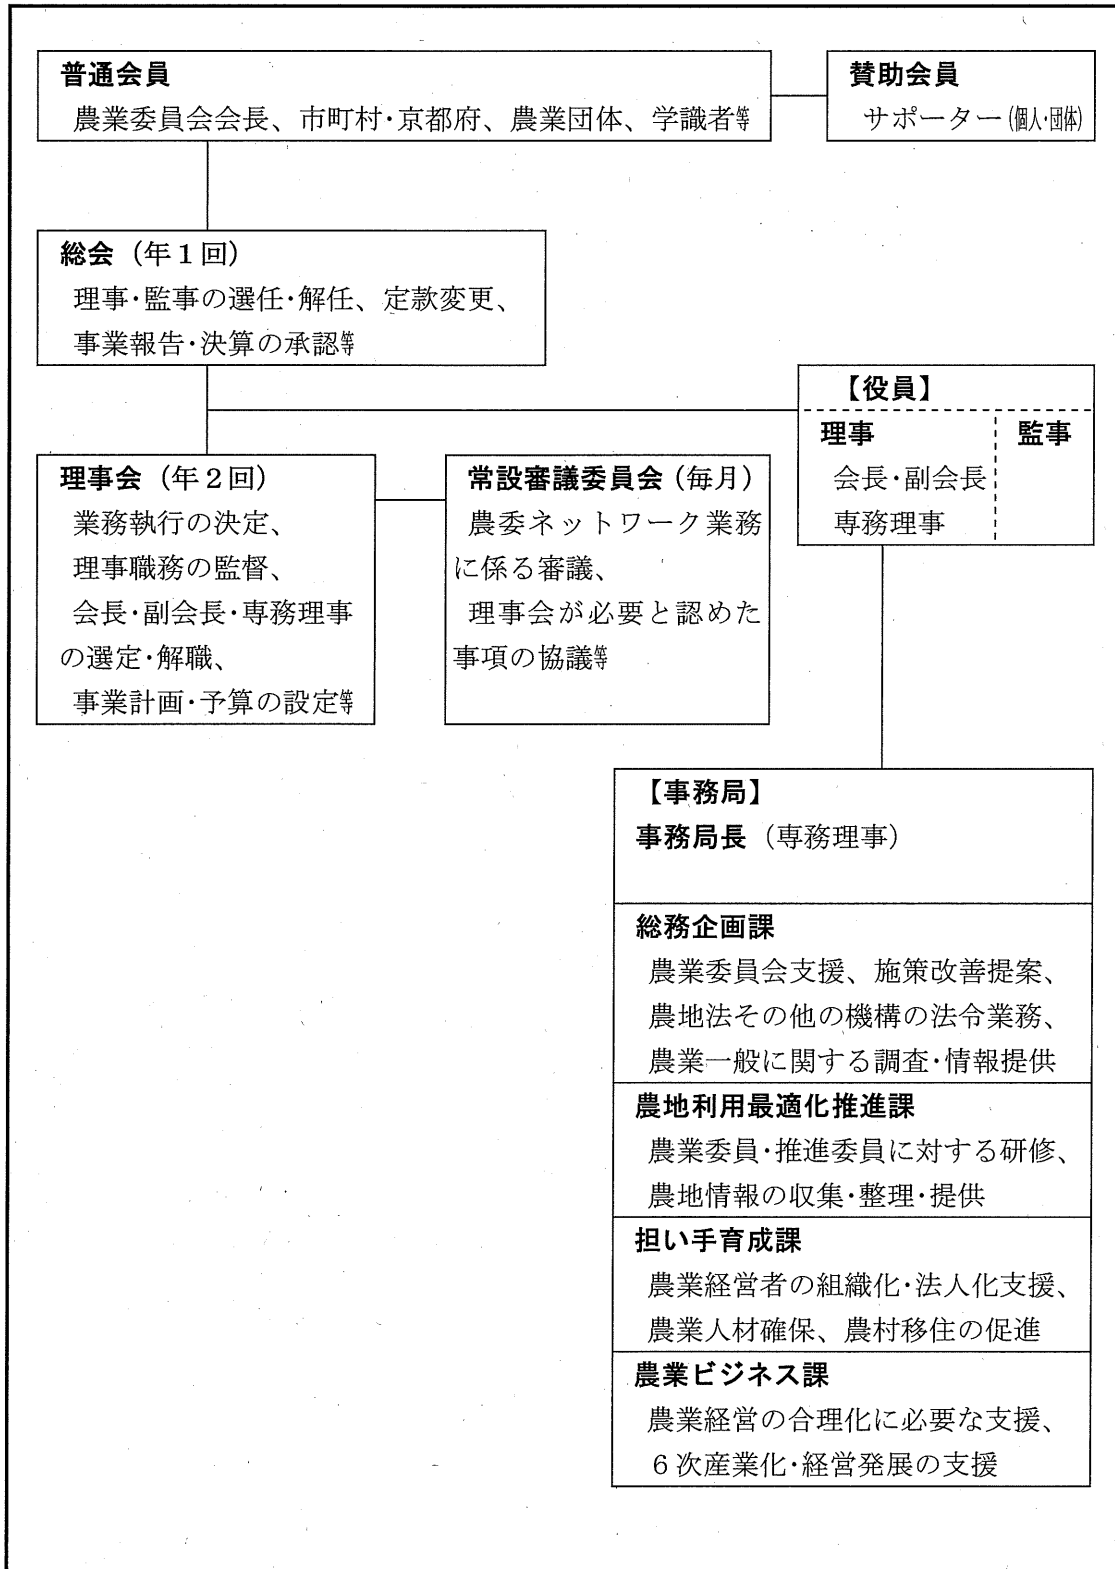 普通会員
農業委員会会長、市町村・京都府、農業団体、学識者等
賛助会員
サポーター(個人・団体)
総会（年１回）
理事・監事の選任・解任、定款変更、
事業報告・決算の承認等
【役員】
理事
監事
会長・副会長
専務理事
理事会（年２回）
業務執行の決定、
理事職務の監督、
会長・副会長・専務理事
の選定・解職、
事業計画・予算の設定等
常設審議委員会（毎月）
農委ネットワーク業務
に係る審議、
理事会が必要と認めた
事項の協議等
【事務局】
事務局長（専務理事）
総務企画課
農業委員会支援、施策改善提案、
農地法その他の機構の法令業務、
農業一般に関する調査・情報提供
農地利用最適化推進課
農業委員・推進委員に対する研修、
農地情報の収集・整理・提供
担い手育成課
農業経営者の組織化・法人化支援、
農業人材確保、農村移住の促進
農業ビジネス課
農業経営の合理化に必要な支援、
６次産業化・経営発展の支援